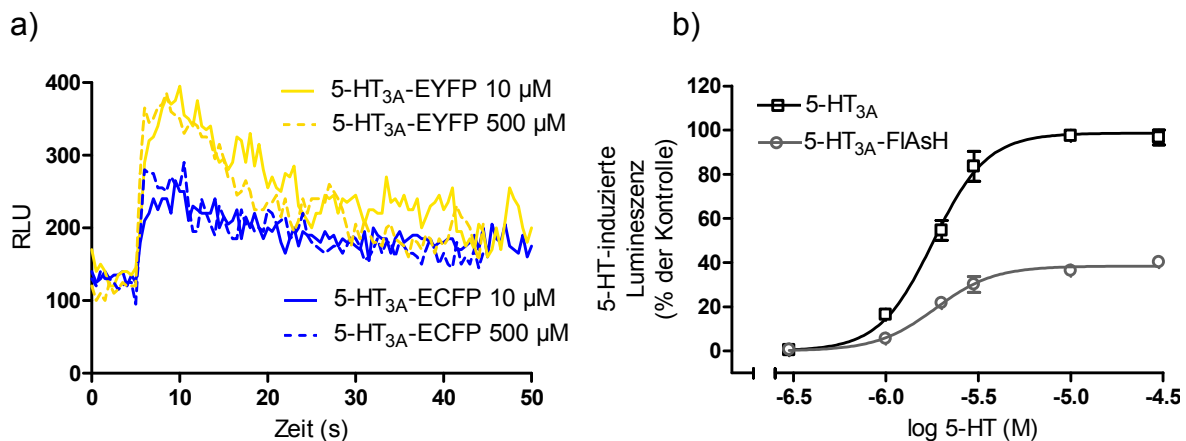 a)
400
300
200
100
0
RLU
0 10 20 30 40 50
Zeit (s)
5-HT3A-EYFP 10 µM
5-HT3A-EYFP 500 µM
5-HT3A-ECFP 10 µM
5-HT3A-ECFP 500 µM
b)
120
100
80
60
40
20
0
5-HT-induzierte
Lumineszenz
(% der Kontrolle)
5-HT3A
5-HT3A-FlAsH
-6.5 -6.0 -5.5 -5.0 -4.5
log 5-HT (M)